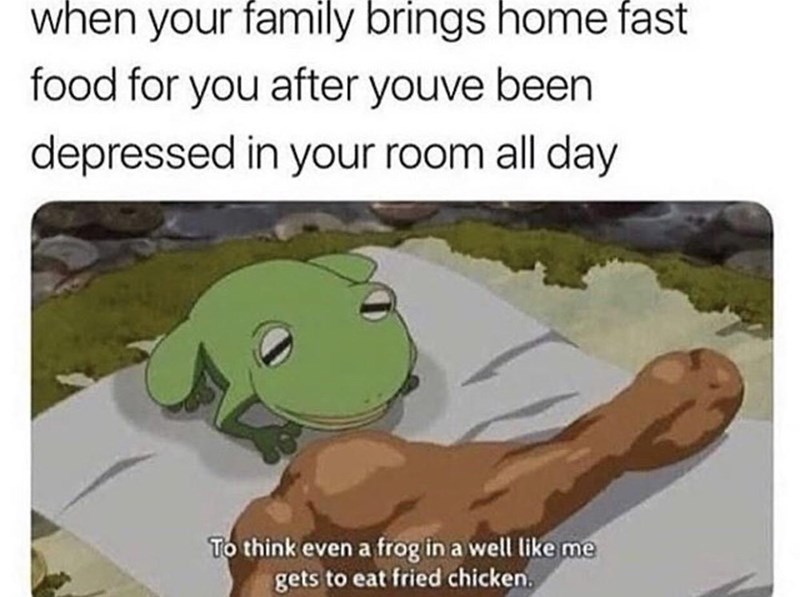 when your family brings home fast
food for you after youve been
depressed in your room all day
To think even a frog in a well like me
gets to eat fried chicken.